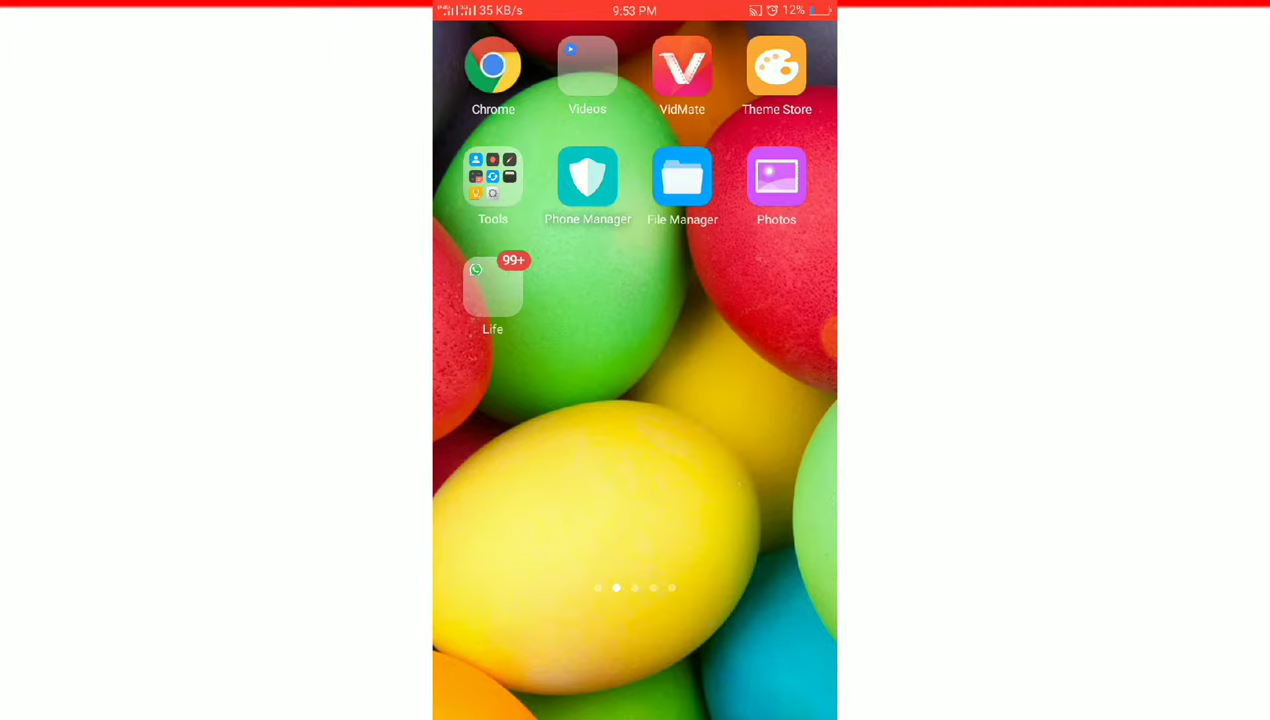 35 KB/s 9:53 PM 12%
Chrome Videos VidMate Theme Store
Tools Phone Manager File Manager Photos
99+
Life